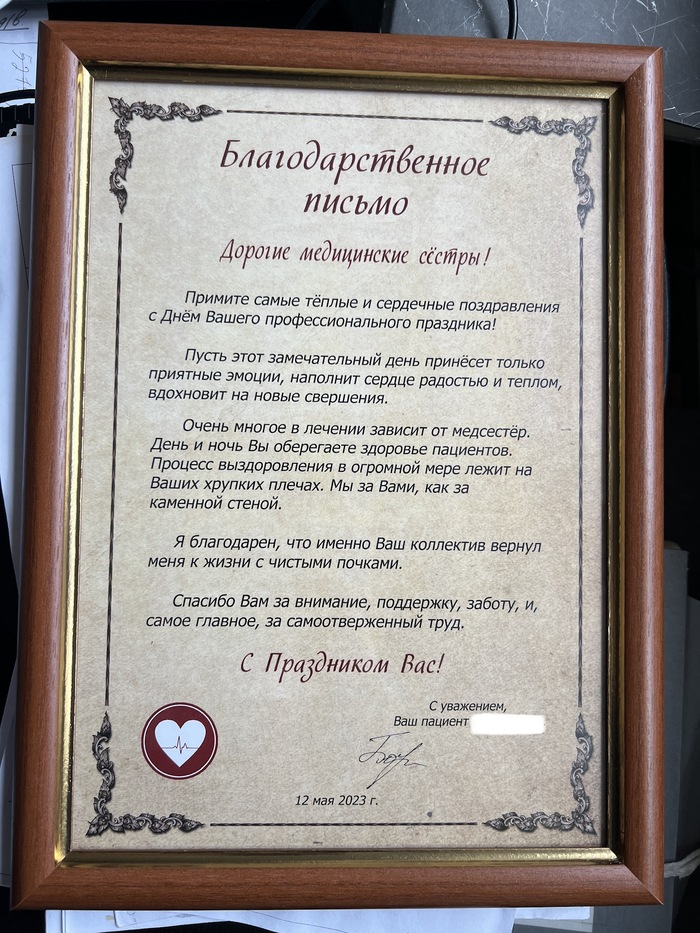 Благодарственное
письмо
Дорогие медицинские сёстры!
Примите самые тёплые и сердечные поздравления
с Днём Вашего профессионального праздника!
Пусть этот замечательный день принёсет только
приятные эмоции, наполнит сердце радостью и теплом,
вдохновит на новые свершения.
Очень многое в лечении зависит от медсестёр.
День и ночь Вы оберегаете здоровье пациентов.
Процесс выздоровления в огромной мере лежит на
Ваших хрупких плечах. Мы за Вами, как за
каменной стеной.
Я благодарен, что именно Ваш коллектив вернул
меня к жизни с чистыми почками.
Спасибо Вам за внимание, поддержку, заботу, и,
самое главное, за самоотверженный труд.
С Праздником Вас!
С уважением,
Ваш пациент
12 мая 2023 г.